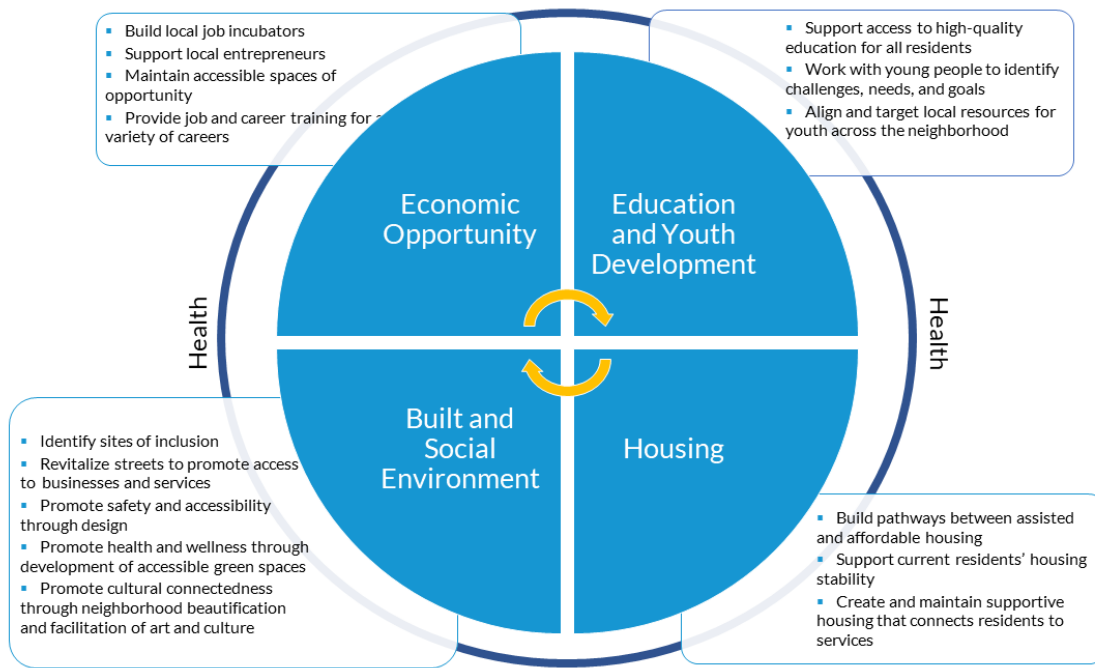 ▪ Build local job incubators
▪ Support local entrepreneurs
▪ Maintain accessible spaces of
opportunity
▪ Provide job and career training for a
variety of careers
▪ Support access to high-quality
education for all residents
▪ Work with young people to identify
challenges, needs, and goals
▪ Align and target local resources for
youth across the neighborhood
Economic
Opportunity
Education
and Youth
Development
Health
Health
Built and
Social
Environment
Housing
▪ Identify sites of inclusion
▪ Revitalize streets to promote access
to businesses and services
▪ Promote safety and accessibility
through design
▪ Promote health and wellness through
development of accessible green spaces
▪ Promote cultural connectedness
through neighborhood beautification
and facilitation of art and culture
▪ Build pathways between assisted
and affordable housing
▪ Support current residents’ housing
stability
▪ Create and maintain supportive
housing that connects residents to
services